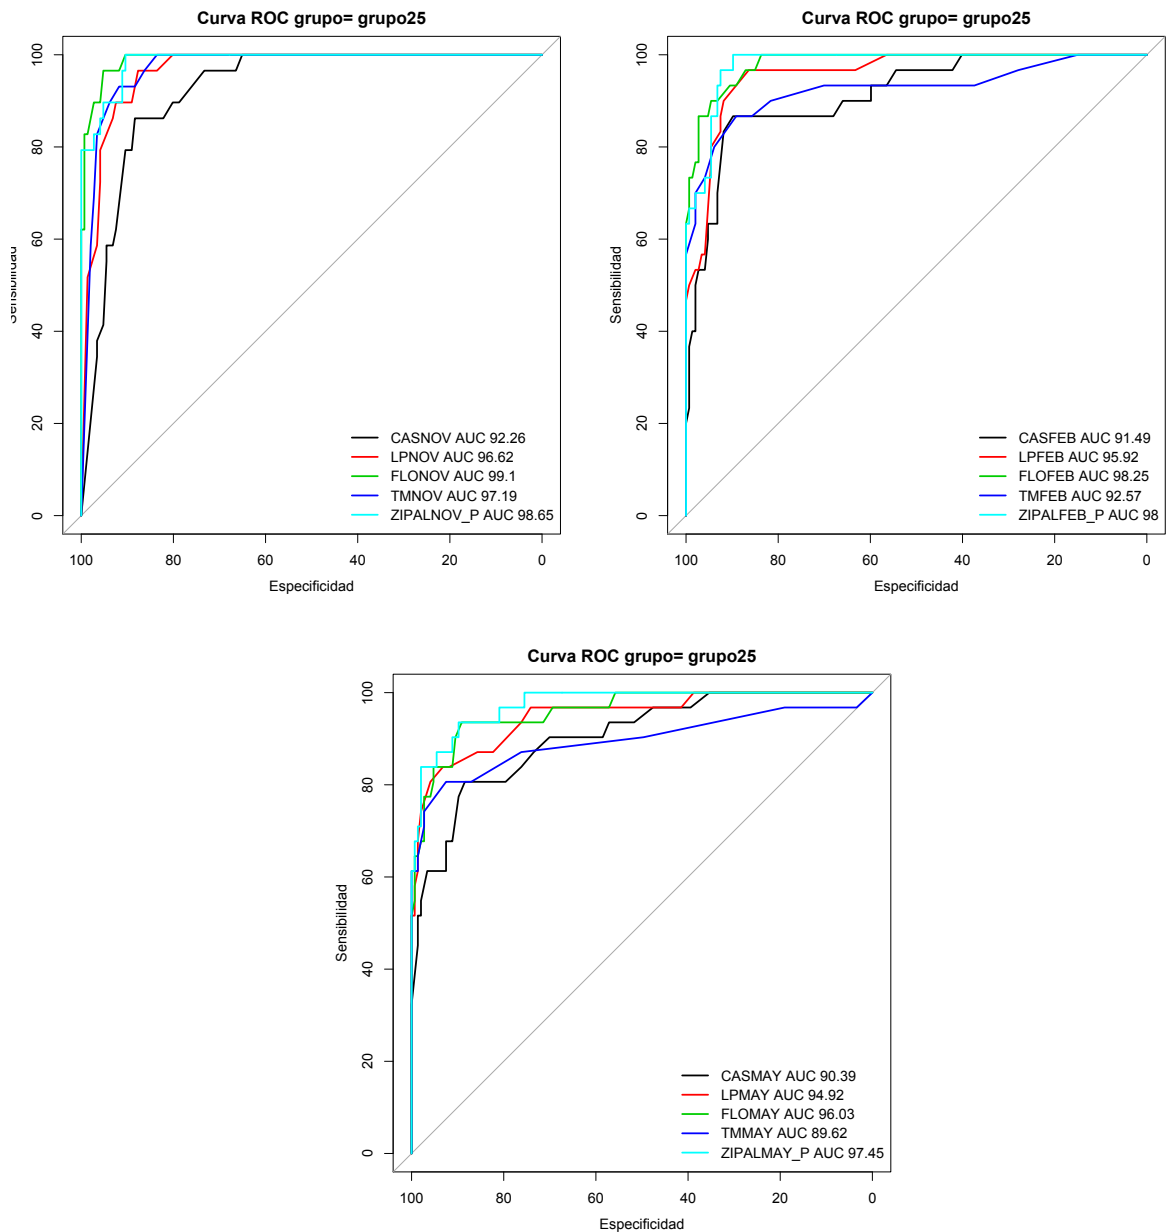 Curva ROC grupo= grupo25
100
80
60
40
20
0
Sensibilidad
CASNOV AUC 92.26
LPNOV AUC 96.62
FLONOV AUC 99.1
TMNOV AUC 97.19
ZIPALNOV_P AUC 98.65
100 80 60 40 20 0
Especificidad
Curva ROC grupo= grupo25
100
80
60
40
20
0
Sensibilidad
CASFEB AUC 91.49
LPFEB AUC 95.92
FLOFEB AUC 98.25
TMFEB AUC 92.57
ZIPALFEB_P AUC 98
100 80 60 40 20 0
Especificidad
Curva ROC grupo= grupo25
100
80
60
40
20
0
Sensibilidad
CASMAY AUC 90.39
LPMAY AUC 94.92
FLOMAY AUC 96.03
TMMAY AUC 89.62
ZIPALMAY_P AUC 97.45
100 80 60 40 20 0
Especificidad